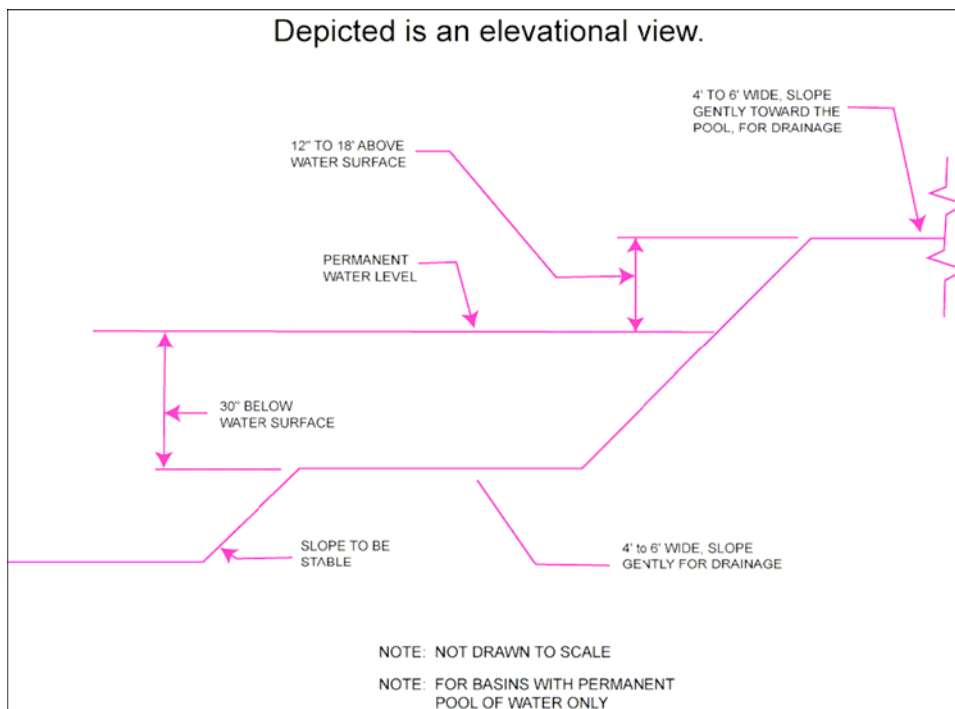 Depicted is an elevational view.
4' TO 6' WIDE, SLOPE
GENTLY TOWARD THE
POOL, FOR DRAINAGE
12" TO 18' ABOVE
WATER SURFACE
PERMANENT
WATER LEVEL
30" BELOW
WATER SURFACE
SLOPE TO BE
STABLE
4' to 6' WIDE, SLOPE
GENTLY FOR DRAINAGE
NOTE: NOT DRAWN TO SCALE
NOTE: FOR BASINS WITH PERMANENT
POOL OF WATER ONLY